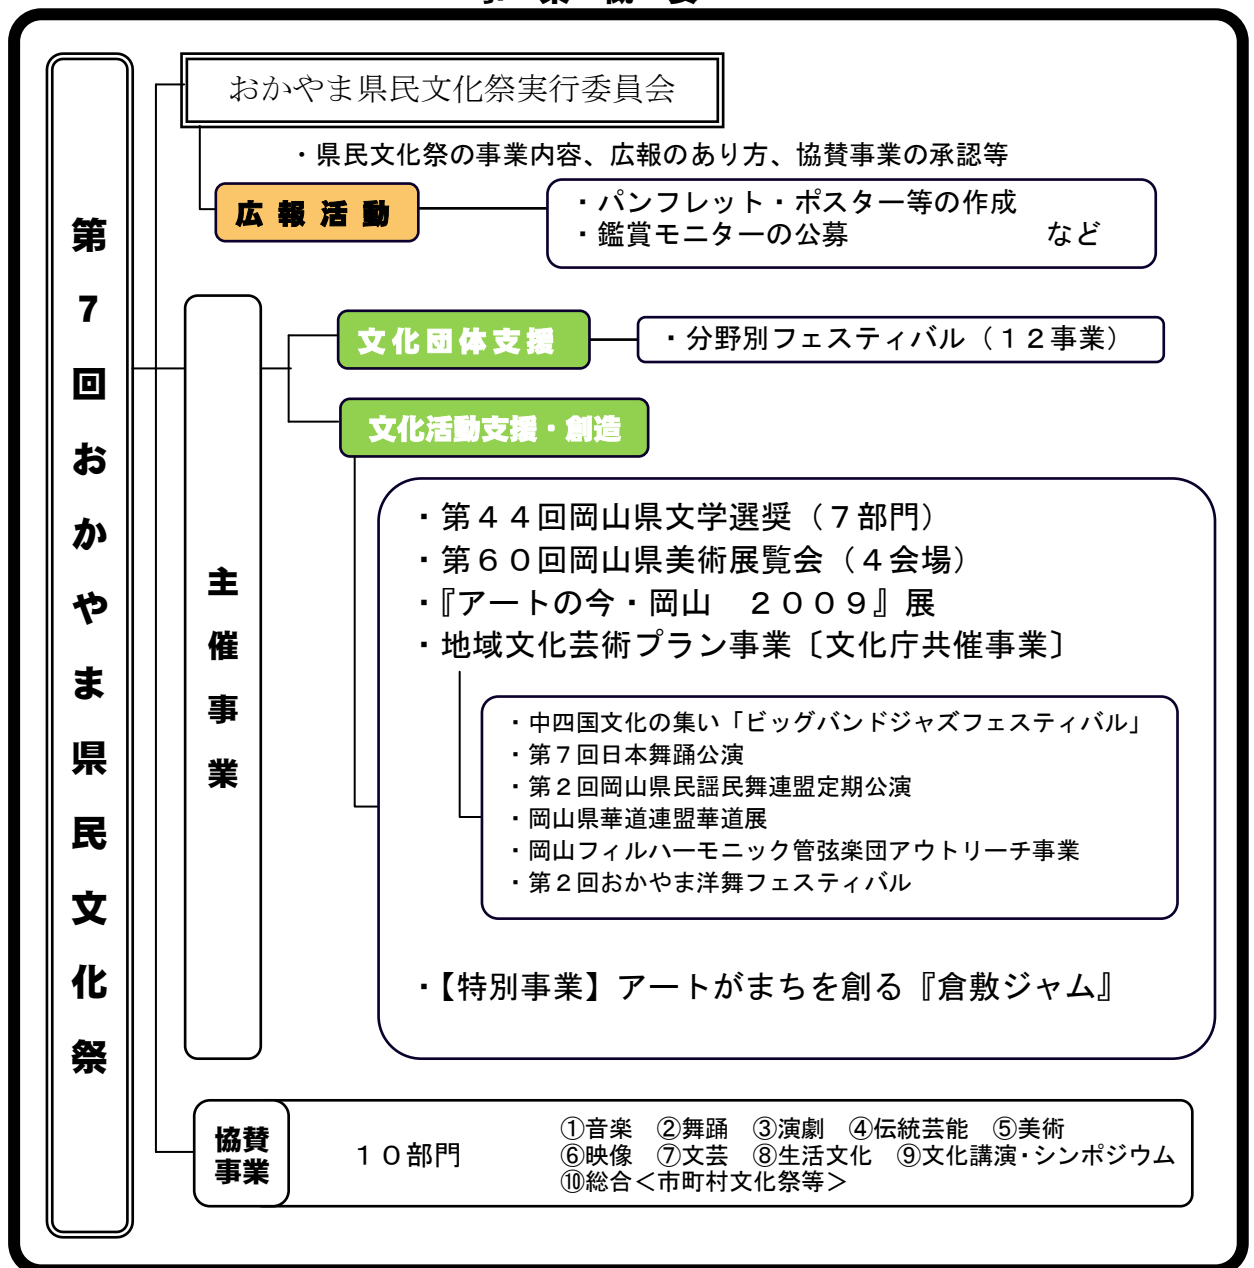 おかやま県民文化祭実行委員会
・県民文化祭の事業内容、広報のあり方、協賛事業の承認等
広報活動
・パンフレット・ポスター等の作成
・鑑賞モニターの公募 など
第7回おかやま県民文化祭
主催事業
文化団体支援
・分野別フェスティバル（１２事業）
文化活動支援・創造
・第４４回岡山県文学選奨（７部門）
・第６０回岡山県美術展覧会（４会場）
・『アートの今・岡山　２００９』展
・地域文化芸術プラン事業〔文化庁共催事業〕
・中四国文化の集い「ビッグバンドジャズフェスティバル」
・第７回日本舞踊公演
・第２回岡山県民謡民舞連盟定期公演
・岡山県華道連盟華道展
・岡山フィルハーモニック管弦楽団アウトリーチ事業
・第２回おかやま洋舞フェスティバル
・【特別事業】アートがまちを創る『倉敷ジャム』
協賛
事業
１０部門
①音楽　②舞踊　③演劇　④伝統芸能　⑤美術
⑥映像　⑦文芸　⑧生活文化　⑨文化講演・シンポジウム
⑩総合＜市町村文化祭等＞